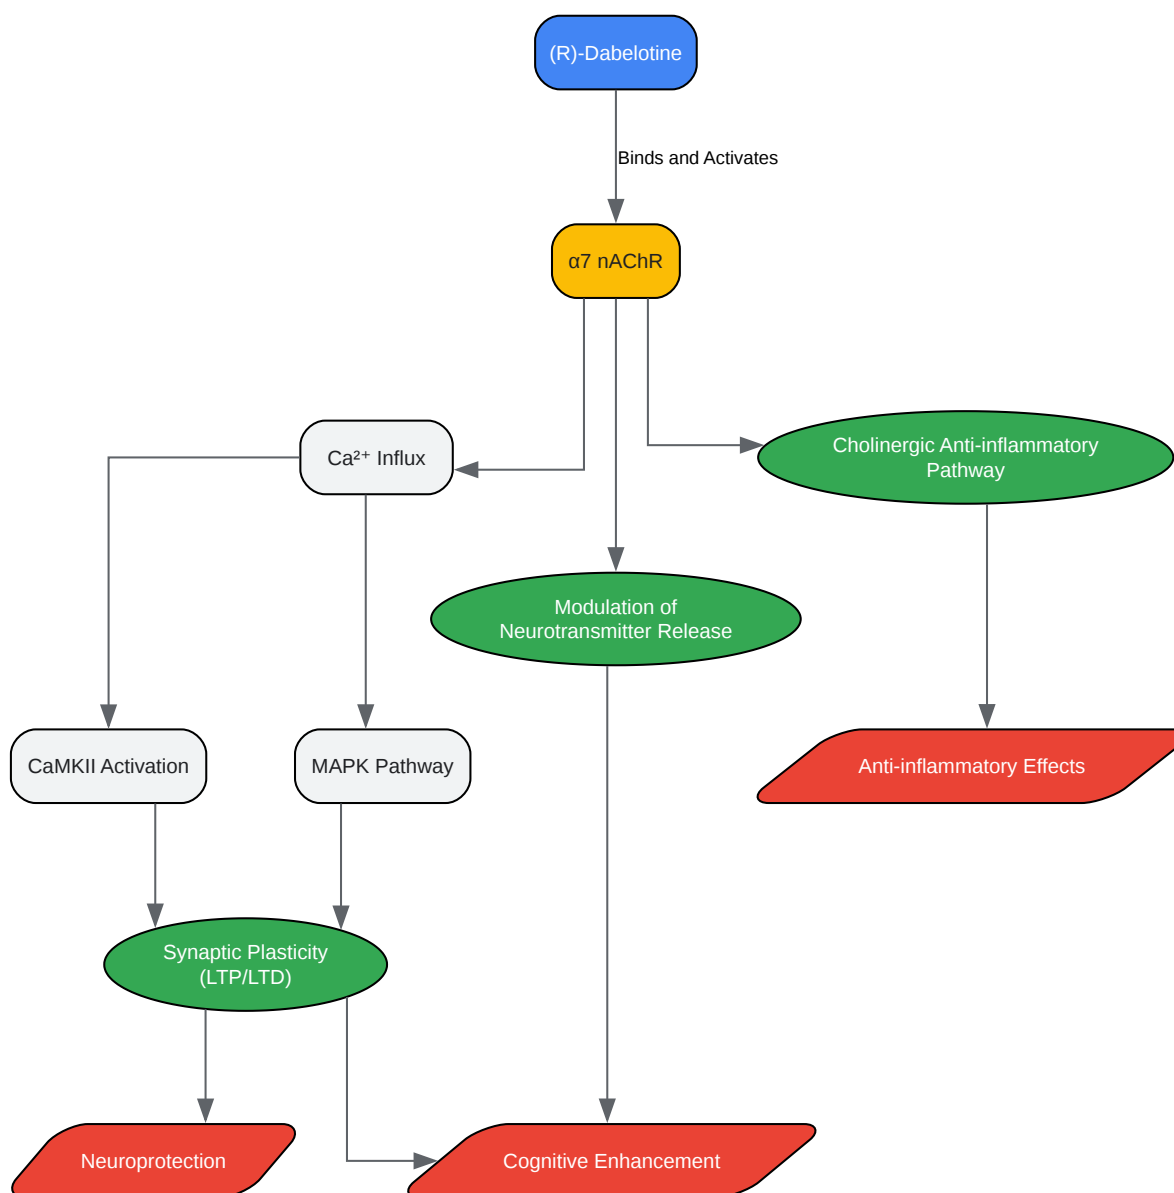 (R)-Dabelotine
Binds and Activates
α7 nAChR
Ca²⁺ Influx
Cholinergic Anti-inflammatory
Pathway
Modulation of
Neurotransmitter Release
CaMKII Activation
MAPK Pathway
Anti-inflammatory Effects
Synaptic Plasticity
(LTP/LTD)
Neuroprotection
Cognitive Enhancement